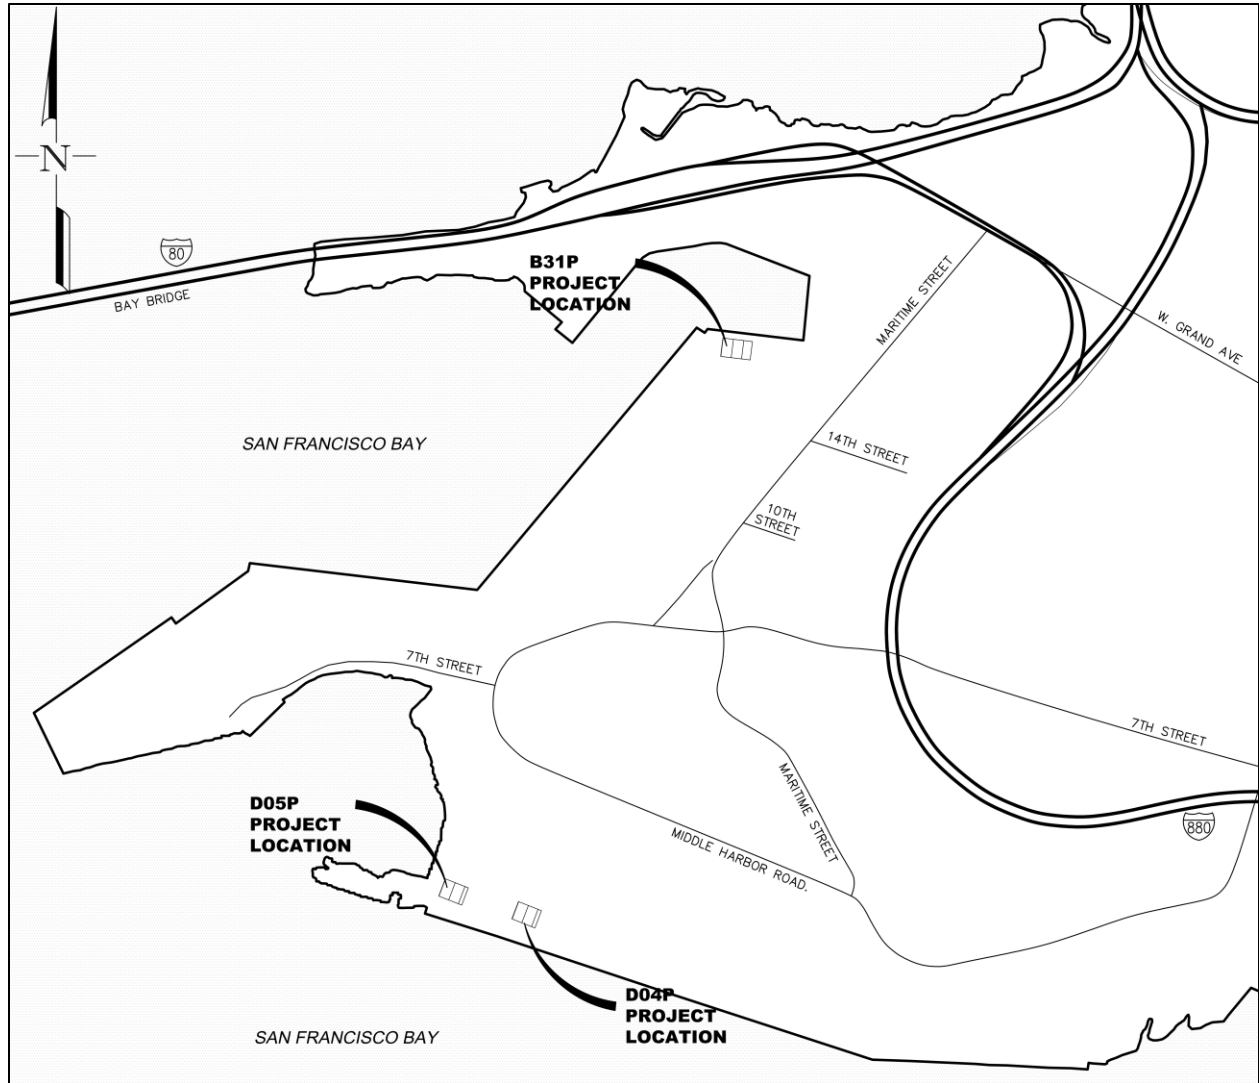 N
80
BAY BRIDGE
B31P
PROJECT
LOCATION
MARITIME STREET
W. GRAND AVE
SAN FRANCISCO BAY
14TH STREET
10TH
STREET
7TH STREET
7TH STREET
D05P
PROJECT
LOCATION
MARITIME STREET
MIDDLE HARBOR ROAD.
880
D04P
PROJECT
LOCATION
SAN FRANCISCO BAY